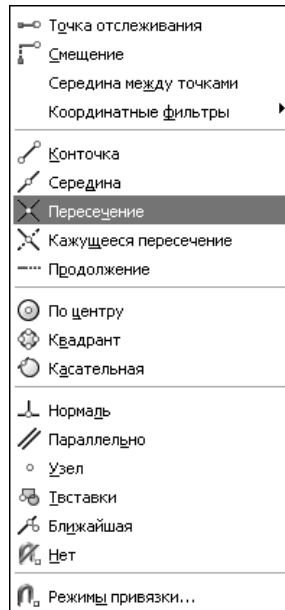 Точка отслеживания
Смещение
Середина между точками
Координатные фильтры
Конточка
Середина
Пересечение
Кажущееся пересечение
Продолжение
По центру
Квадрант
Касательная
Нормаль
Параллельно
Узел
Твставки
Ближайшая
Нет
Режимы привязки...